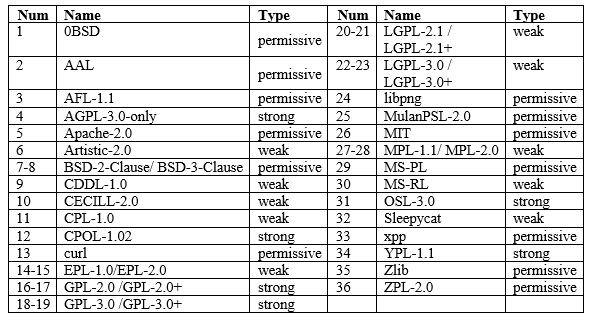 Num Name Type Num Name Type
1 0BSD permissive 20-21 LGPL-2.1 / weak
LGPL-2.1+
2 AAL permissive 22-23 LGPL-3.0 / weak
LGPL-3.0+
3 AFL-1.1 permissive 24 libpng permissive
4 AGPL-3.0-only strong 25 MulanPSL-2.0 permissive
5 Apache-2.0 permissive 26 MIT permissive
6 Artistic-2.0 weak 27-28 MPL-1.1/ MPL-2.0 weak
7-8 BSD-2-Clause/ BSD-3-Clause permissive 29 MS-PL permissive
9 CDDL-1.0 weak 30 MS-RL weak
10 CECILL-2.0 weak 31 OSL-3.0 strong
11 CPL-1.0 weak 32 Sleepycat weak
12 CPOL-1.02 strong 33 xpp permissive
13 curl permissive 34 YPL-1.1 strong
14-15 EPL-1.0/EPL-2.0 weak 35 Zlib permissive
16-17 GPL-2.0 /GPL-2.0+ strong 36 ZPL-2.0 permissive
18-19 GPL-3.0 /GPL-3.0+ strong